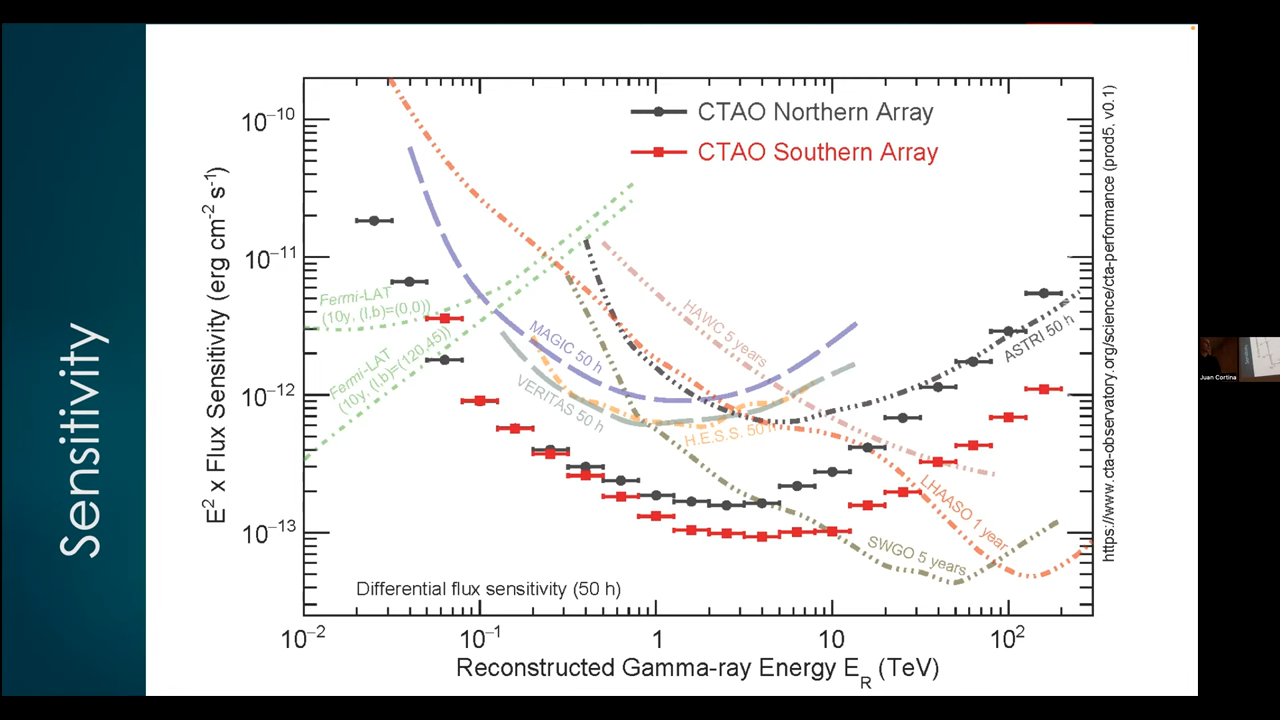 Sensitivity
CTAO Northern Array
CTAO Southern Array
E² x Flux Sensitivity (erg cm⁻² s⁻¹)
10⁻¹⁰
10⁻¹¹
10⁻¹²
10⁻¹³
Fermi-LAT
(10y, (l,b)=(0,0))
Fermi-LAT
(10y, (l,b)=(120,45))
MAGIC 50 h
VERITAS 50 h
H.E.S.S. 50 h
HAWC 5 years
ASTRI 50 h
LHAASO 1 year
SWGO 5 years
Differential flux sensitivity (50 h)
10⁻² 10⁻¹ 1 10 10²
Reconstructed Gamma-ray Energy E_R (TeV)
https://www.cta-observatory.org/science/cta-performance (prod5, v0.1)
Juan Cortina